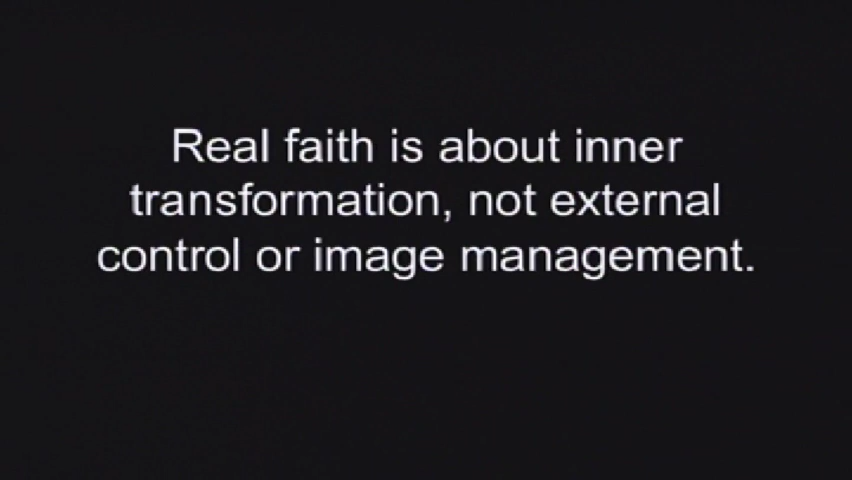 Real faith is about inner
transformation, not external
control or image management.